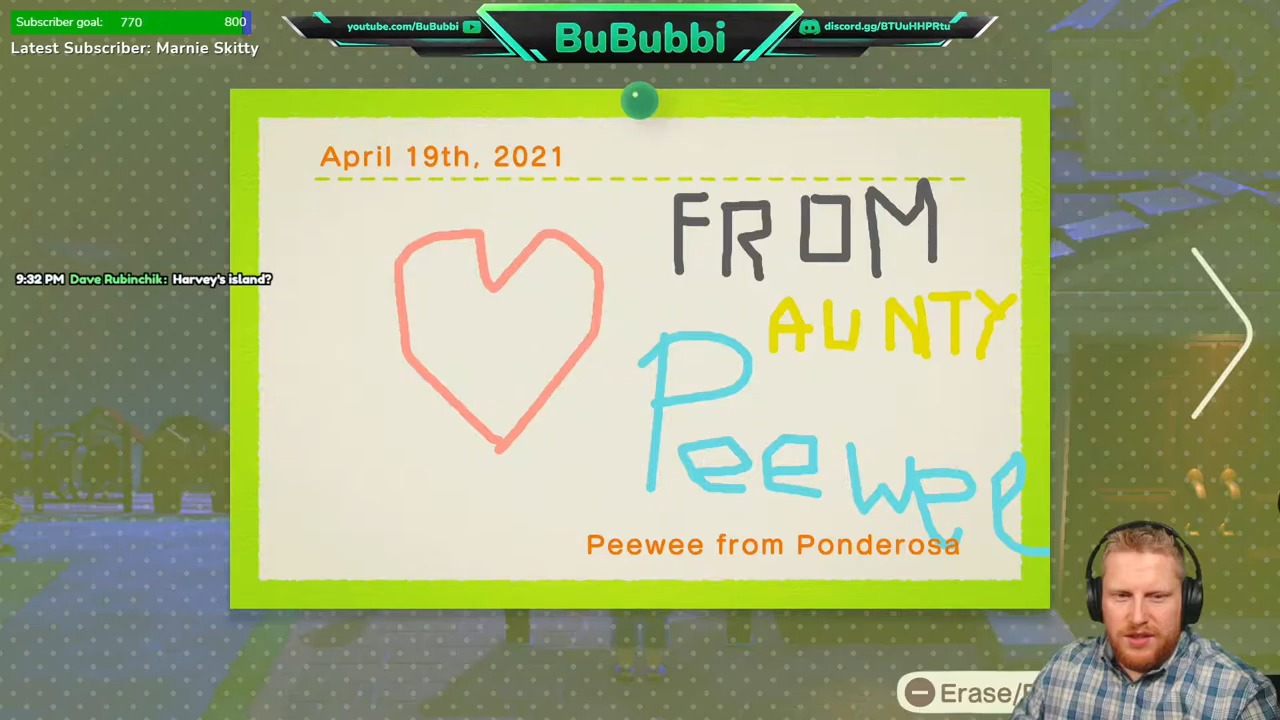 Subscriber goal: 770 800
Latest Subscriber: Marnie Skitty
youtube.com/BuBubbi
BuBubbi
discord.gg/BTUuHHPRtu
April 19th, 2021
FROM
AUNTY
Peewee
9:32 PM Dave Rubinchik: Harvey's island?
Peewee from Ponderosa
Erase/